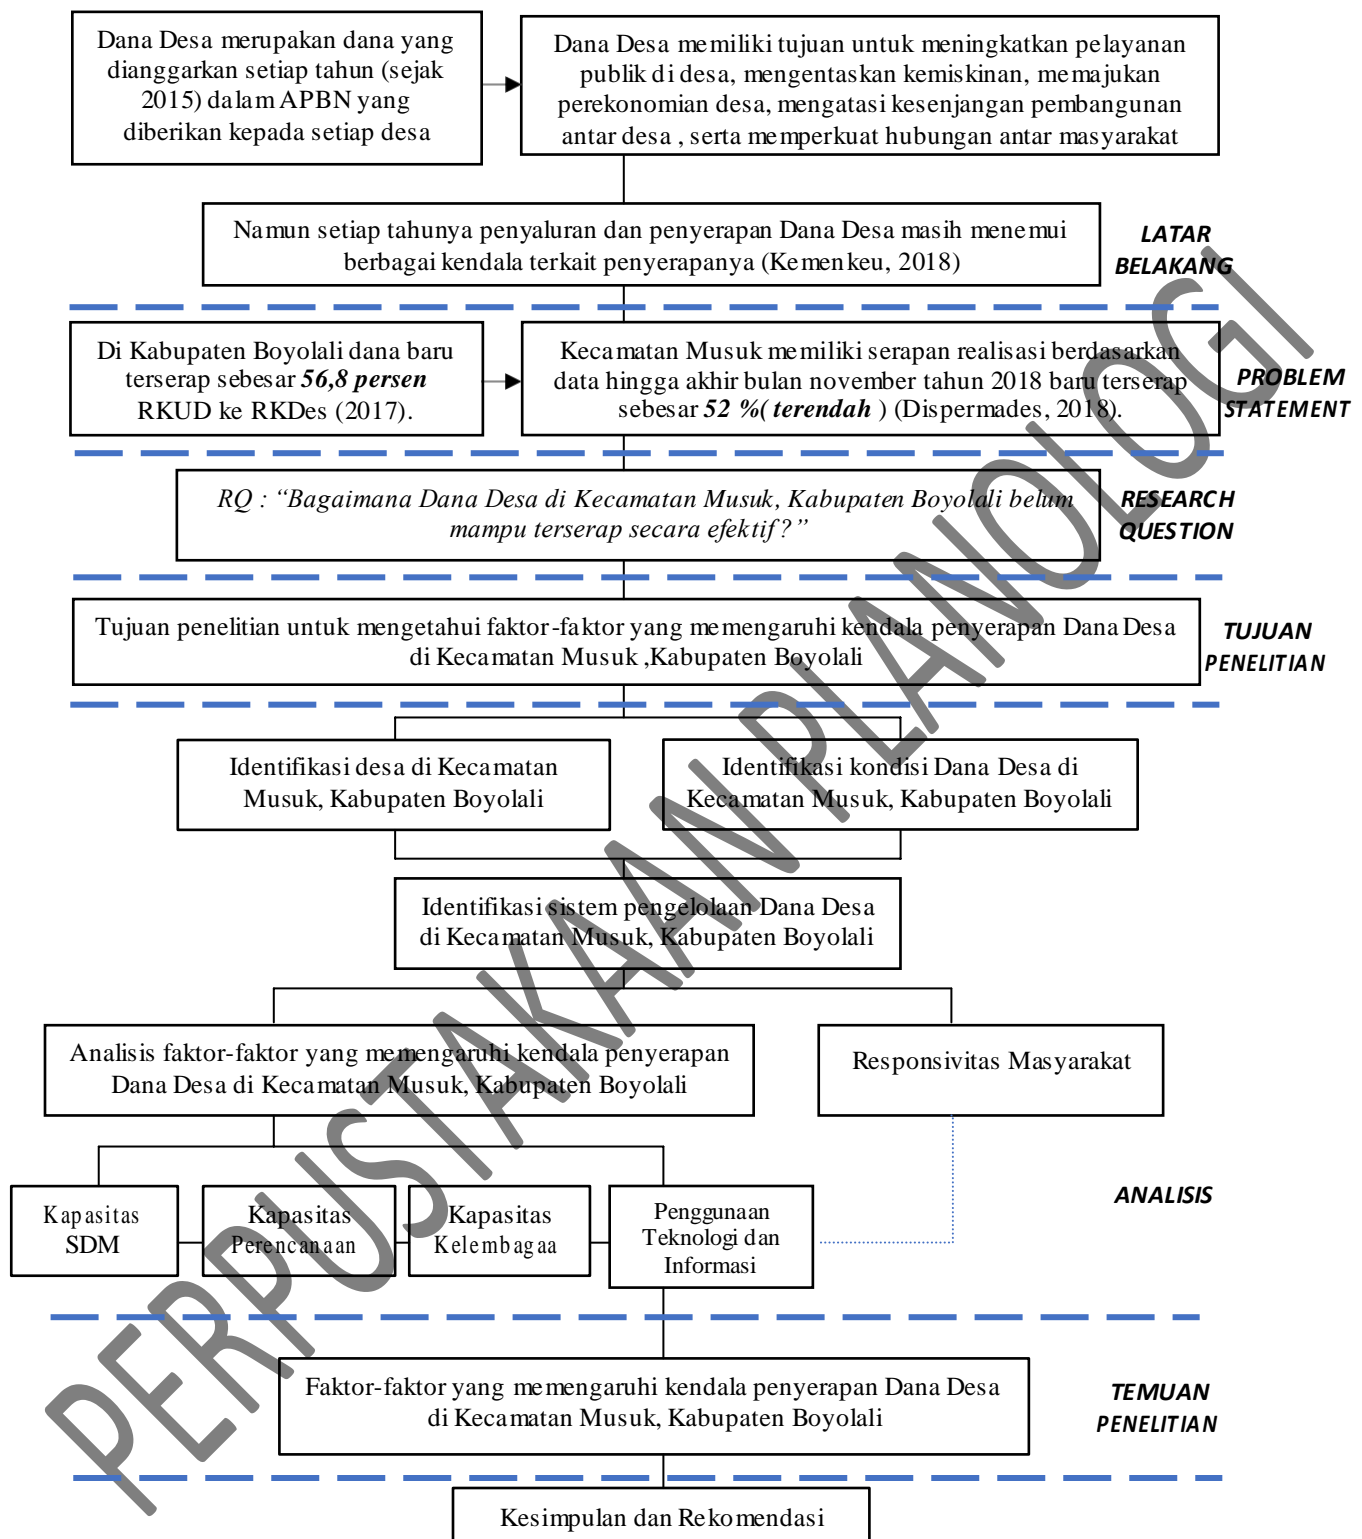 Dana Desa merupakan dana yang
dianggarkan setiap tahun (sejak
2015) dalam APBN yang
diberikan kepada setiap desa
Dana Desa memiliki tujuan untuk meningkatkan pelayanan
publik di desa, mengentaskan kemiskinan, memajukan
perekonomian desa, mengatasi kesenjangan pembangunan
antar desa , serta memperkuat hubungan antar masyarakat
Namun setiap tahunya penyaluran dan penyerapan Dana Desa masih menemui
berbagai kendala terkait penyerapanya (Kemenkeu, 2018)
LATAR
BELAKANG
Di Kabupaten Boyolali dana baru
terserap sebesar 56,8 persen
RKUD ke RKDes (2017).
Kecamatan Musuk memiliki serapan realisasi berdasarkan
data hingga akhir bulan november tahun 2018 baru terserap
sebesar 52 %( terendah ) (Dispermades, 2018).
PROBLEM
STATEMENT
RQ : “Bagaimana Dana Desa di Kecamatan Musuk, Kabupaten Boyolali belum
mampu terserap secara efektif ?”
RESEARCH
QUESTION
Tujuan penelitian untuk mengetahui faktor-faktor yang memengaruhi kendala penyerapan Dana Desa
di Kecamatan Musuk ,Kabupaten Boyolali
TUJUAN
PENELITIAN
Identifikasi desa di Kecamatan
Musuk, Kabupaten Boyolali
Identifikasi kondisi Dana Desa di
Kecamatan Musuk, Kabupaten Boyolali
Identifikasi sistem pengelolaan Dana Desa
di Kecamatan Musuk, Kabupaten Boyolali
Analisis faktor-faktor yang memengaruhi kendala penyerapan
Dana Desa di Kecamatan Musuk, Kabupaten Boyolali
Responsivitas Masyarakat
Kapasitas
SDM
Kapasitas
Perencanaan
Kapasitas
Kelembagaa
Penggunaan
Teknologi dan
Informasi
ANALISIS
Faktor-faktor yang memengaruhi kendala penyerapan Dana Desa
di Kecamatan Musuk, Kabupaten Boyolali
TEMUAN
PENELITIAN
Kesimpulan dan Rekomendasi
PERPUSTAKAAN PLANOLOGI